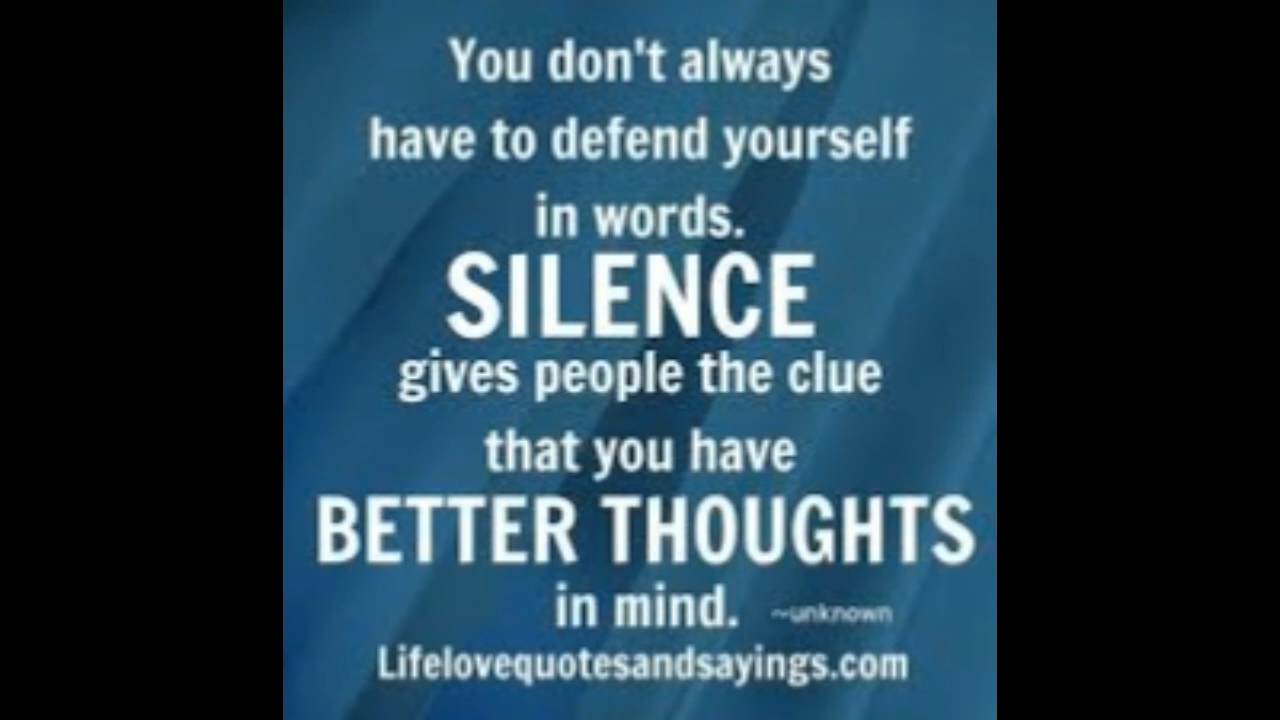 You don't always
have to defend yourself
in words.
SILENCE
gives people the clue
that you have
BETTER THOUGHTS
in mind. ~unknown
Lifelovequotesandsayings.com